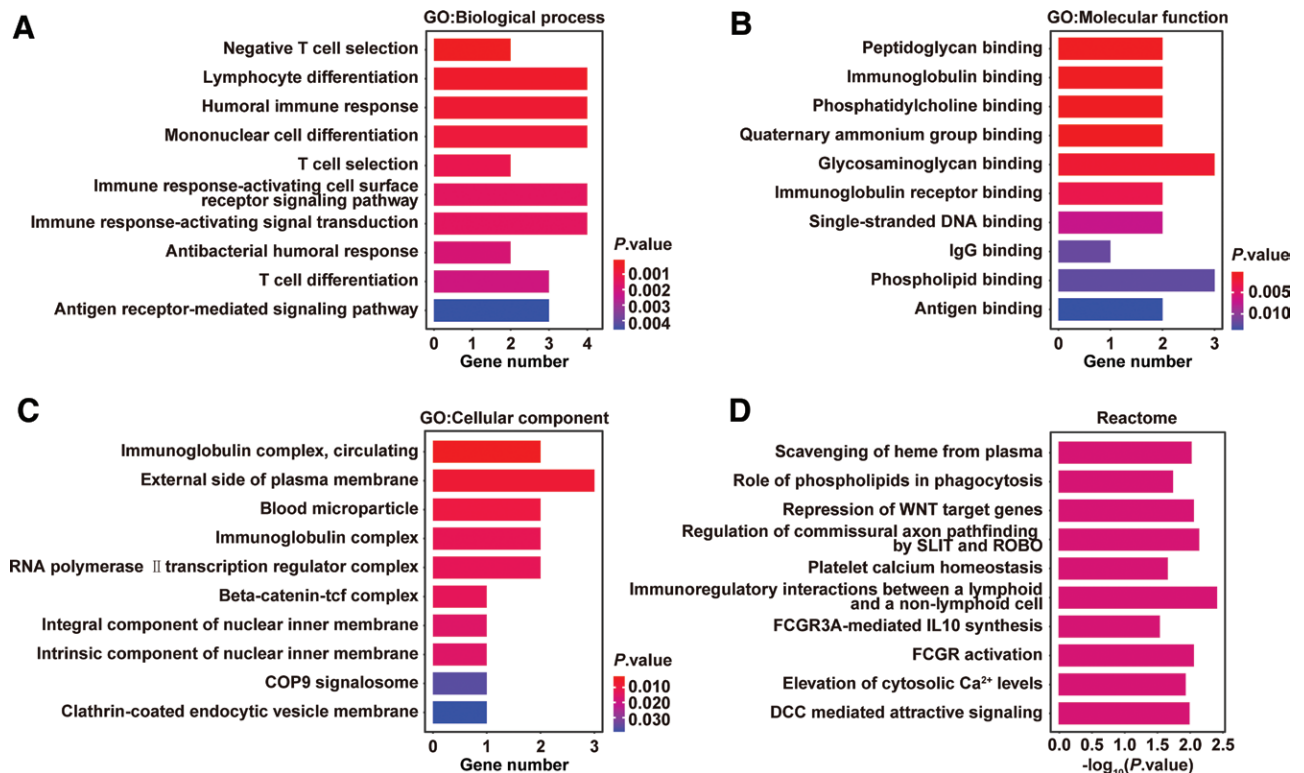 A
GO:Biological process
Negative T cell selection
Lymphocyte differentiation
Humoral immune response
Mononuclear cell differentiation
T cell selection
Immune response-activating cell surface
receptor signaling pathway
Immune response-activating signal transduction
Antibacterial humoral response
T cell differentiation
Antigen receptor-mediated signaling pathway
0 1 2 3 4
Gene number
P.value
0.001
0.002
0.003
0.004
B
GO:Molecular function
Peptidoglycan binding
Immunoglobulin binding
Phosphatidylcholine binding
Quaternary ammonium group binding
Glycosaminoglycan binding
Immunoglobulin receptor binding
Single-stranded DNA binding
IgG binding
Phospholipid binding
Antigen binding
0 1 2 3
Gene number
P.value
0.005
0.010
C
GO:Cellular component
Immunoglobulin complex, circulating
External side of plasma membrane
Blood microparticle
Immunoglobulin complex
RNA polymerase Ⅱ transcription regulator complex
Beta-catenin-tcf complex
Integral component of nuclear inner membrane
Intrinsic component of nuclear inner membrane
COP9 signalosome
Clathrin-coated endocytic vesicle membrane
0 1 2 3
Gene number
P.value
0.010
0.020
0.030
D
Reactome
Scavenging of heme from plasma
Role of phospholipids in phagocytosis
Repression of WNT target genes
Regulation of commissural axon pathfinding
by SLIT and ROBO
Platelet calcium homeostasis
Immunoregulatory interactions between a lymphoid
and a non-lymphoid cell
FCGR3A-mediated IL10 synthesis
FCGR activation
Elevation of cytosolic Ca²⁺ levels
DCC mediated attractive signaling
0.0 0.5 1.0 1.5 2.0 2.5
-log₁₀(P.value)